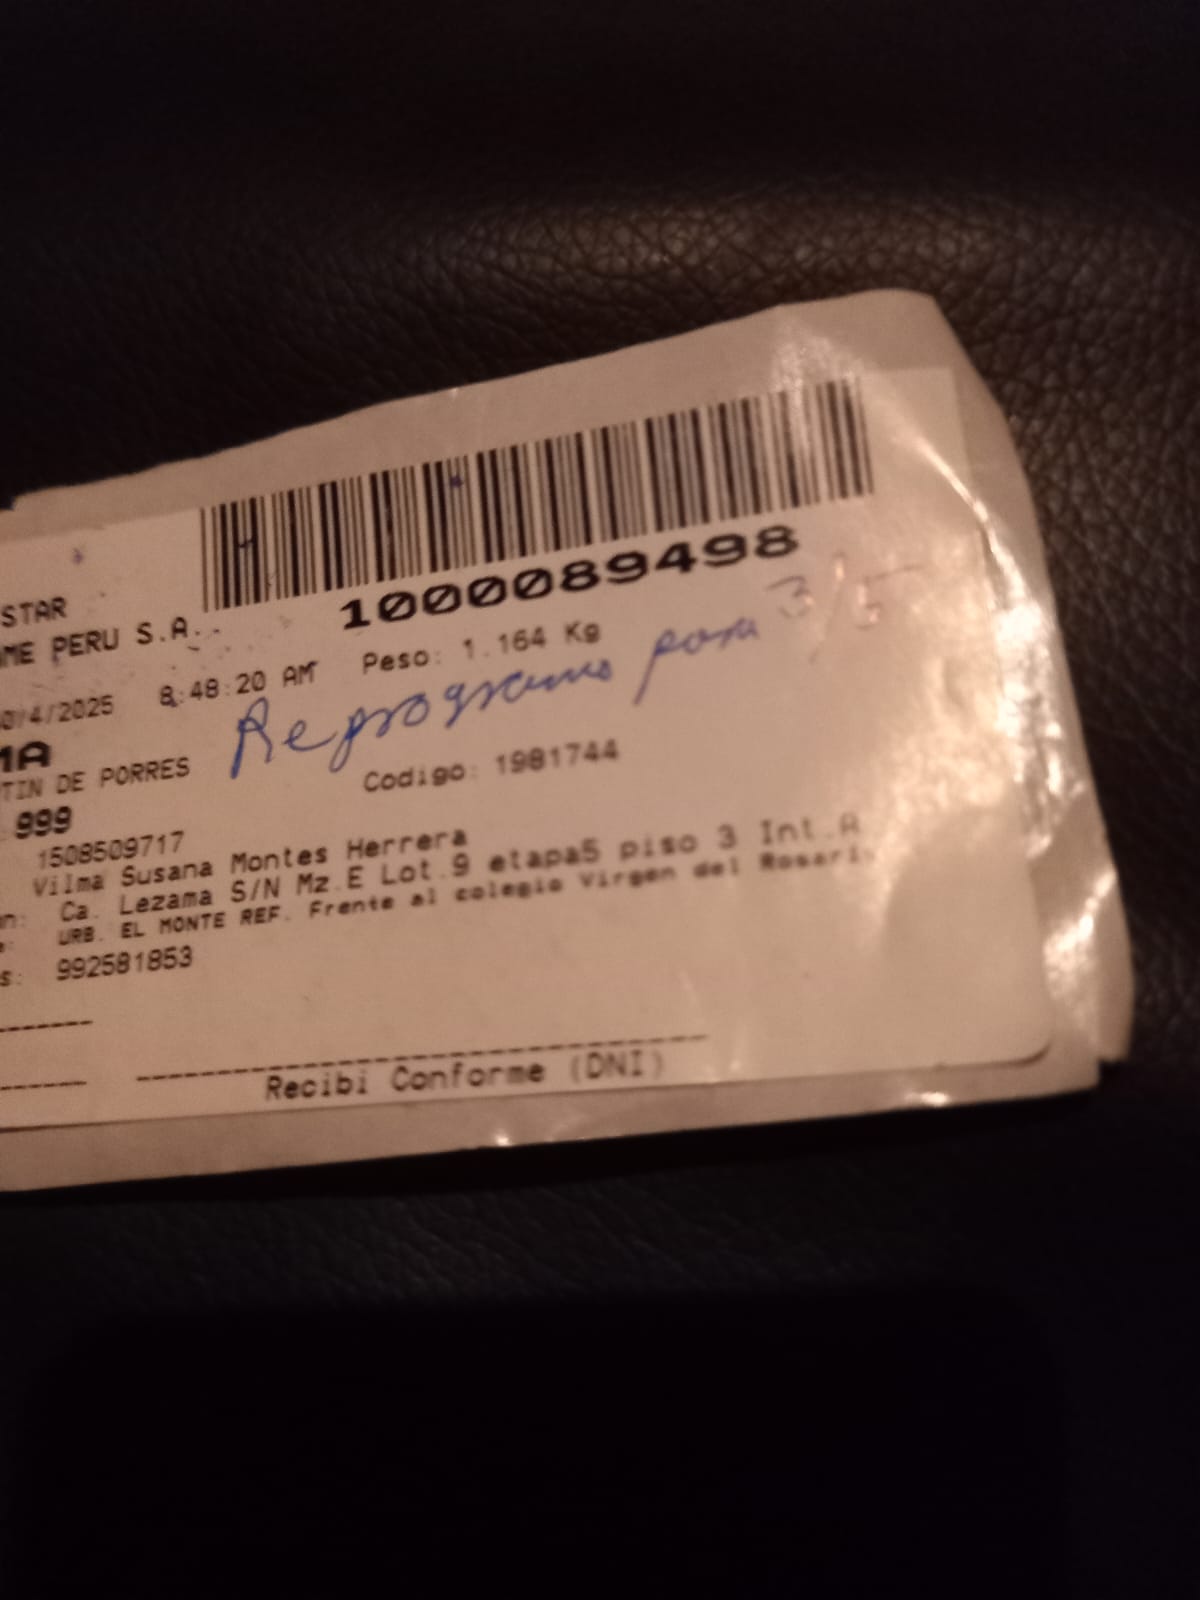 1000089498
STAR
ME PERU S.A.
/4/2025 8:48:20 AM Peso: 1.164 Kg
Reprogramo para 3/5
MA
TIN DE PORRES Codigo: 1981744
999
1508509717
Vilma Susana Montes Herrera
n: Ca. Lezama S/N Mz.E Lot.9 etapa5 piso 3 Int.A
URB. EL MONTE REF. Frente al colegio Virgen del Rosari
s: 992581853
Recibi Conforme (DNI)